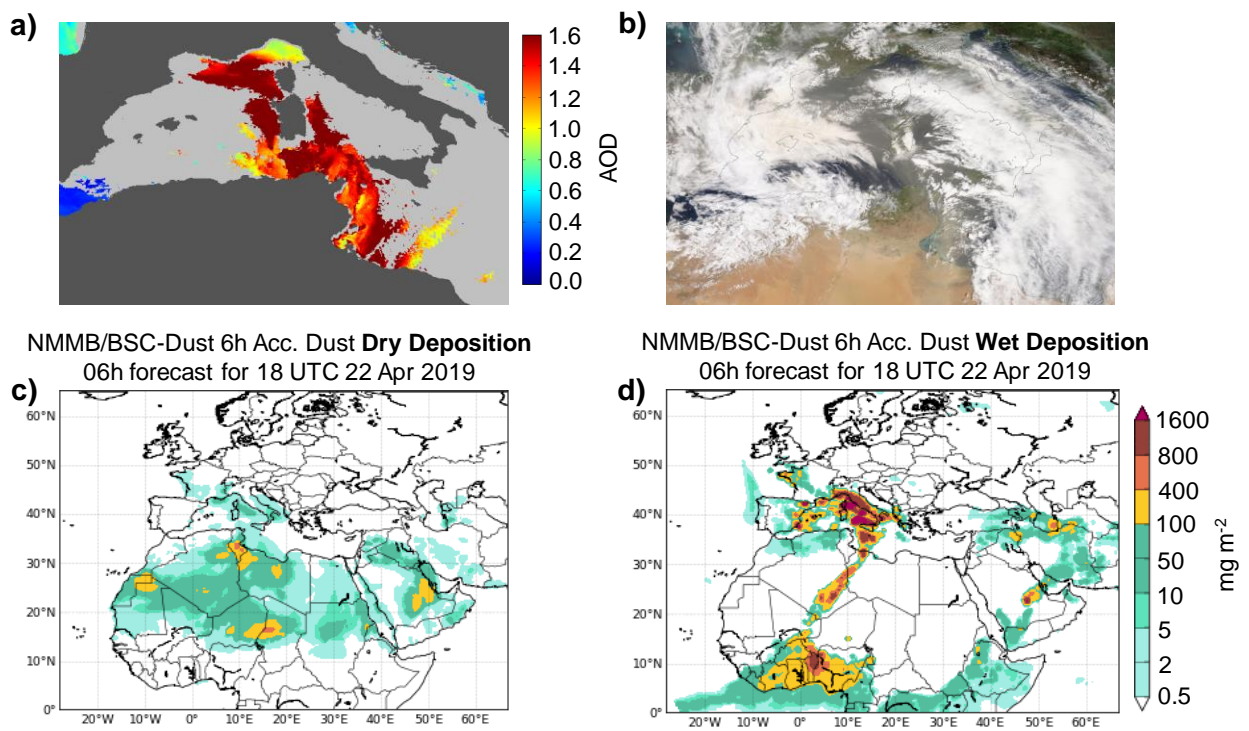 a)
1.6
1.4
1.2
1.0
0.8
0.6
0.4
0.2
0.0
AOD
b)
NMMB/BSC-Dust 6h Acc. Dust Dry Deposition
06h forecast for 18 UTC 22 Apr 2019
c)
60°N
50°N
40°N
30°N
20°N
10°N
0°
20°W 10°W 0° 10°E 20°E 30°E 40°E 50°E 60°E
NMMB/BSC-Dust 6h Acc. Dust Wet Deposition
06h forecast for 18 UTC 22 Apr 2019
d)
60°N
50°N
40°N
30°N
20°N
10°N
0°
20°W 10°W 0° 10°E 20°E 30°E 40°E 50°E 60°E
1600
800
400
100
50
10
5
2
0.5
mg m⁻²